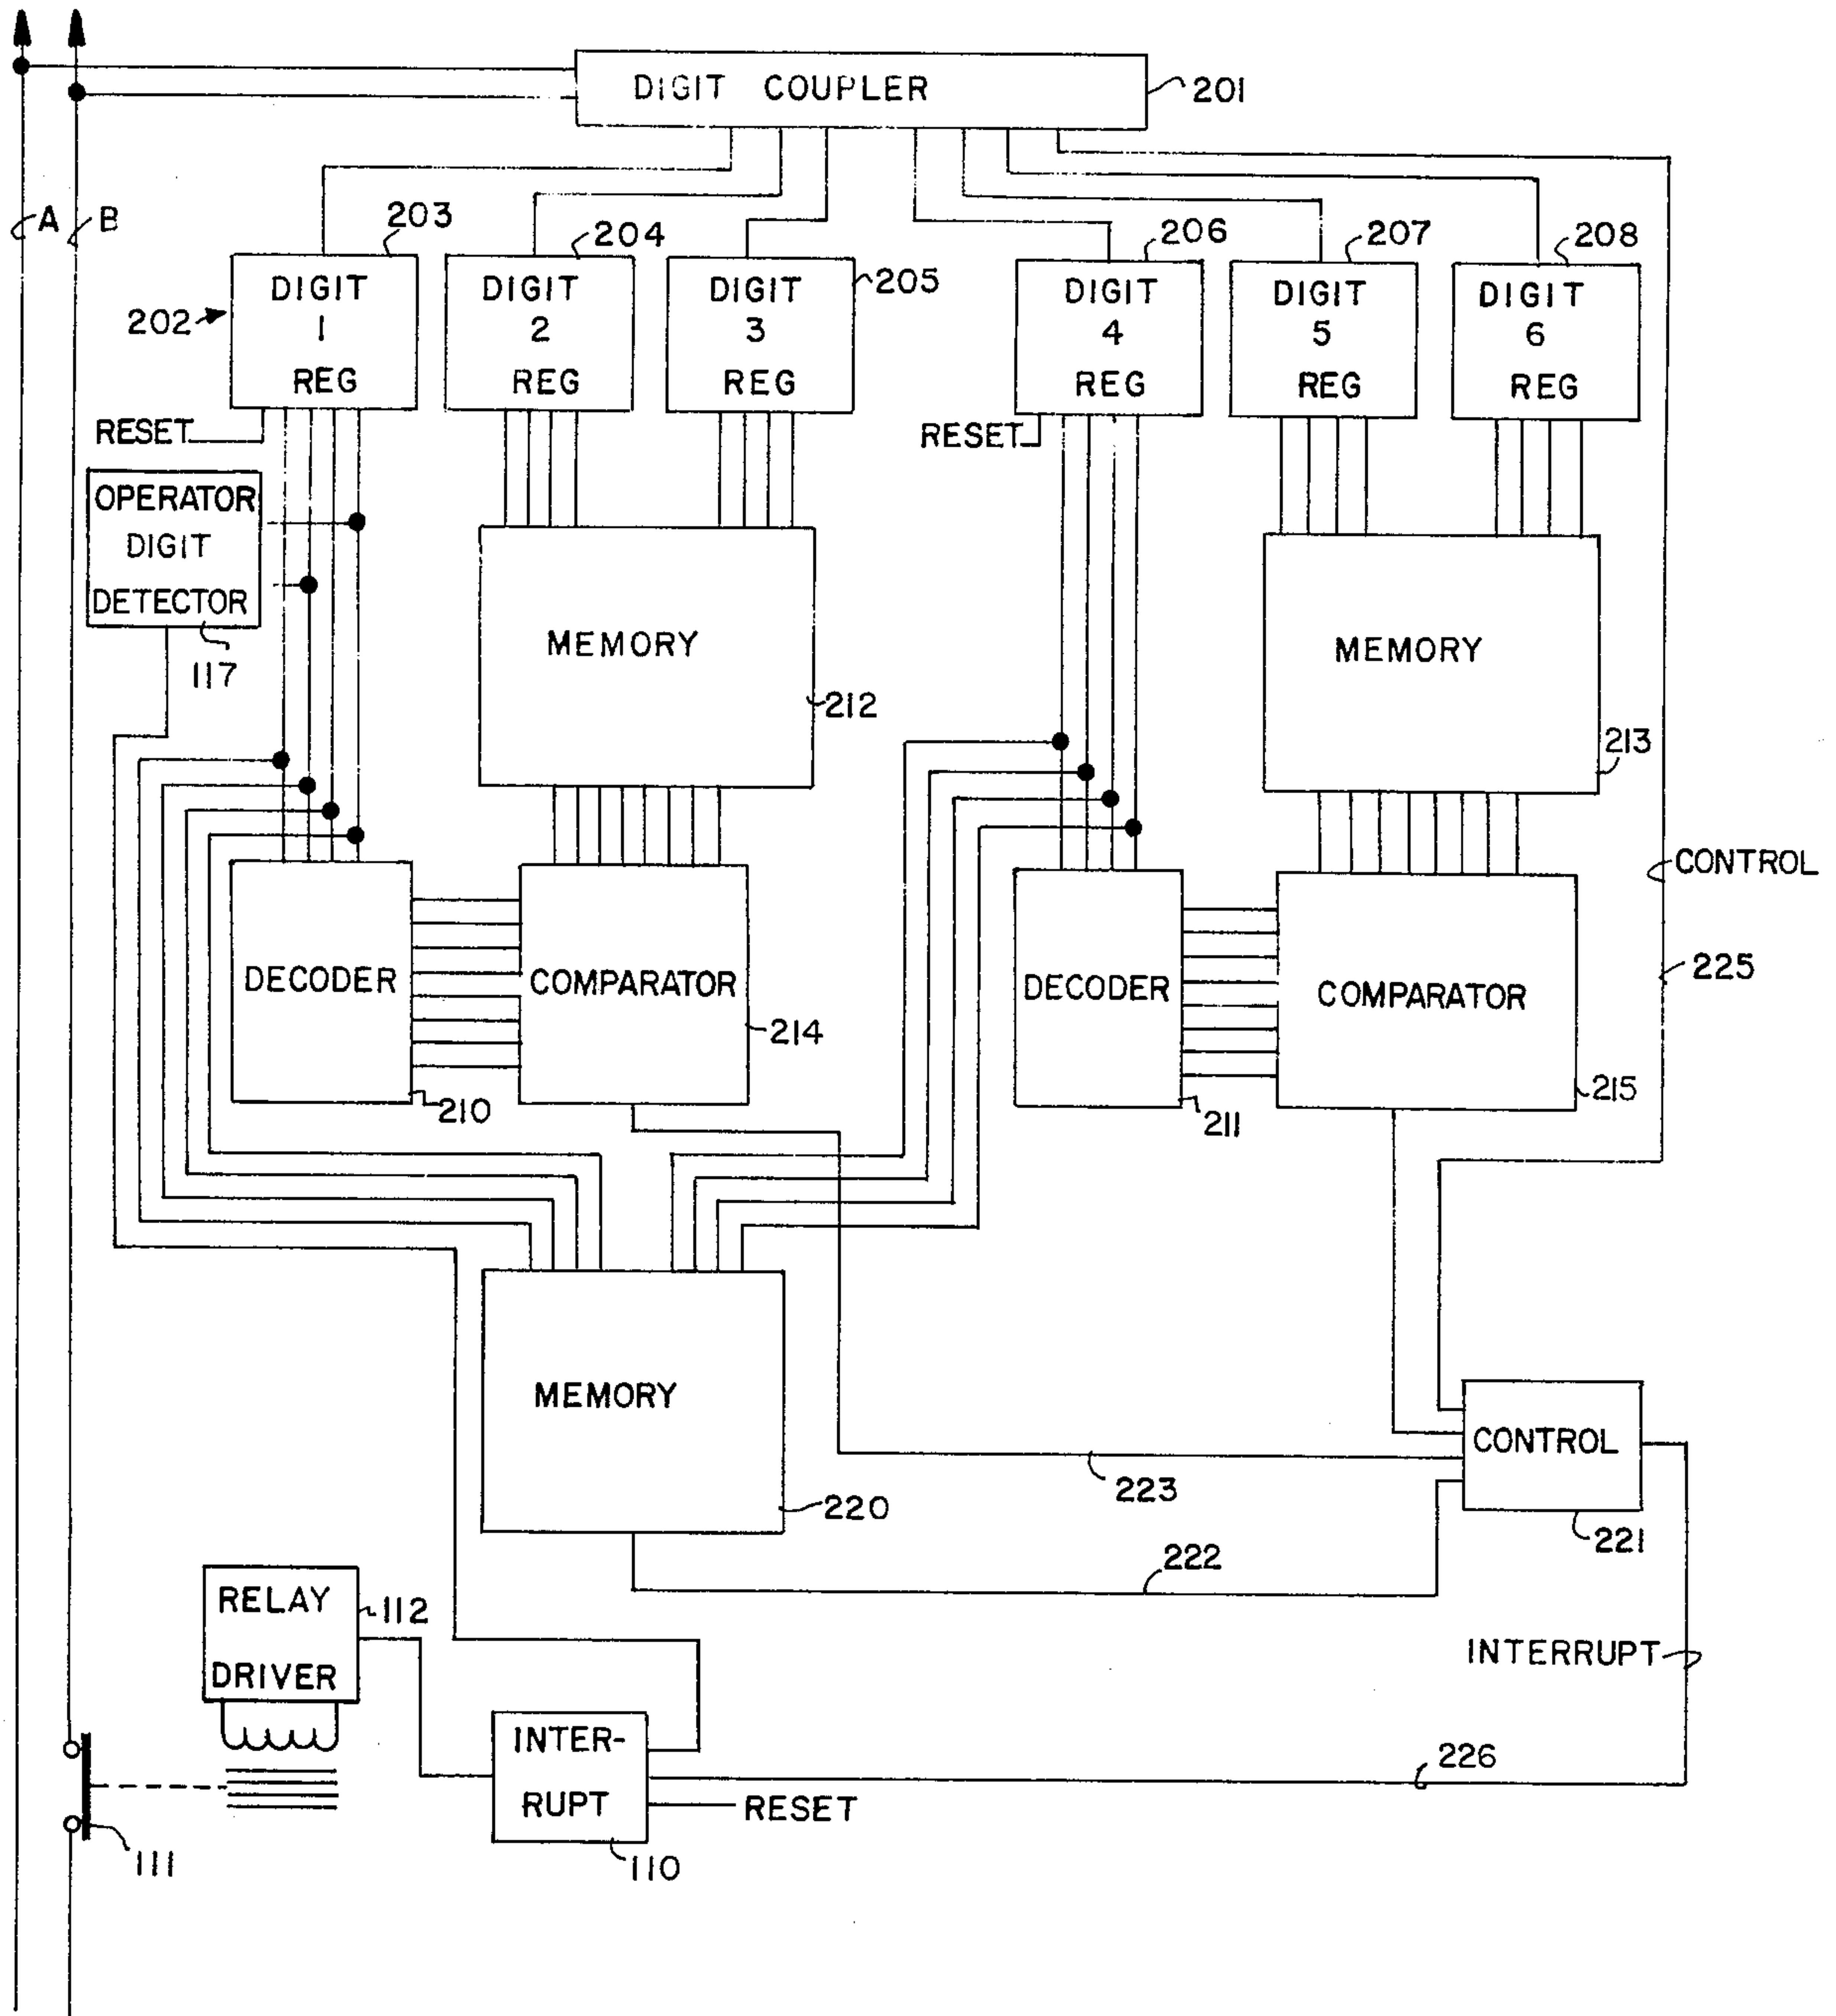 DIGIT COUPLER
201
A
B
203
204
205
206
207
208
202
DIGIT
1
REG
DIGIT
2
REG
DIGIT
3
REG
DIGIT
4
REG
DIGIT
5
REG
DIGIT
6
REG
RESET
RESET
OPERATOR
DIGIT
DETECTOR
117
MEMORY
212
MEMORY
213
CONTROL
225
DECODER
210
COMPARATOR
214
DECODER
211
COMPARATOR
215
MEMORY
220
CONTROL
221
223
222
RELAY
DRIVER
112
INTERRUPT
INTER-
RUPT
110
226
RESET
111